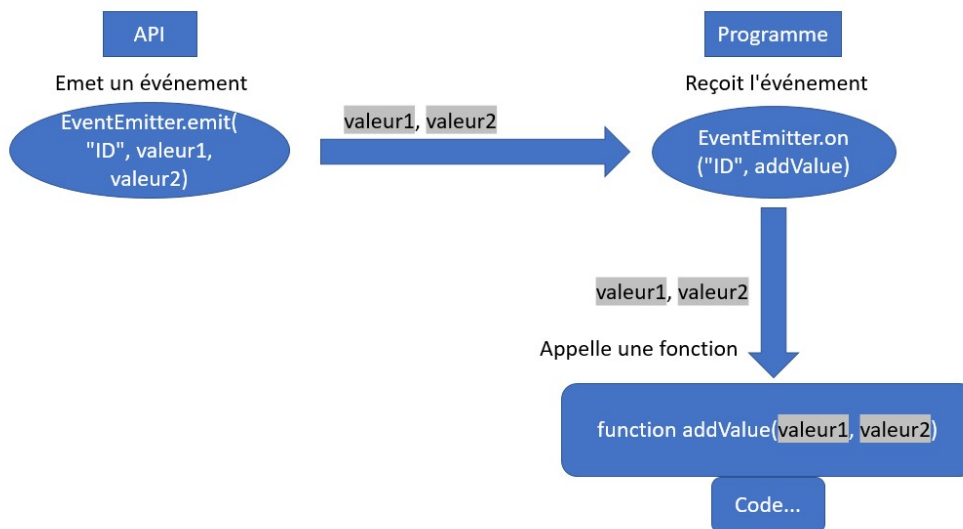 API
Emet un événement
EventEmitter.emit(
"ID", valeur1,
valeur2)
valeur1, valeur2
Programme
Reçoit l'événement
EventEmitter.on
("ID", addValue)
valeur1, valeur2
Appelle une fonction
function addValue(valeur1, valeur2)
Code...